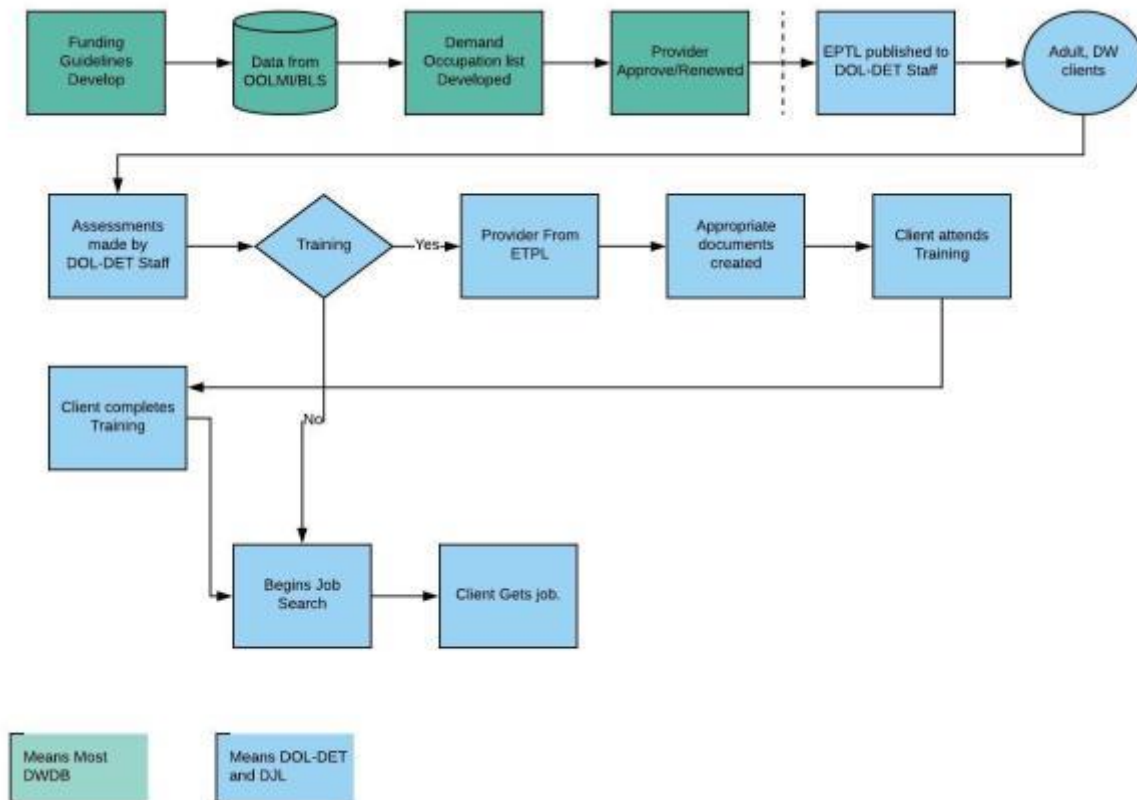 Funding
Guidelines
Develop
Data from
OOLMI/BLS
Demand
Occupation list
Developed
Provider
Approve/Renewed
EPTL published to
DOL-DET Staff
Adult, DW
clients
Assessments
made by
DOL-DET Staff
Training
Yes
Provider From
ETPL
Appropriate
documents
created
Client attends
Training
Client completes
Training
No
Begins Job
Search
Client Gets job.
Means Most
DWDB
Means DOL-DET
and DJL